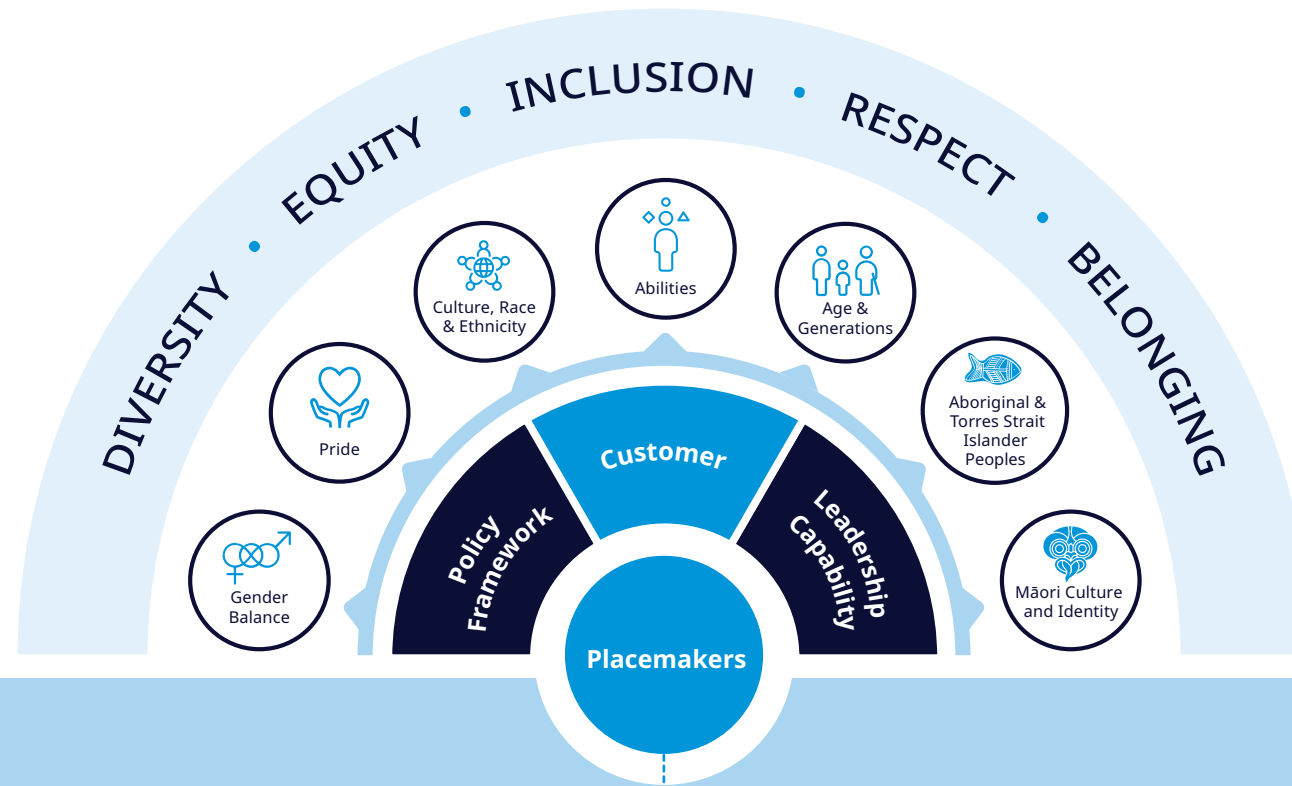 DIVERSITY • EQUITY • INCLUSION • RESPECT • BELONGING
Gender
Balance
Pride
Culture, Race
& Ethnicity
Abilities
Age &
Generations
Aboriginal &
Torres Strait
Islander
Peoples
Māori Culture
and Identity
Policy
Framework
Customer
Leadership
Capability
Placemakers